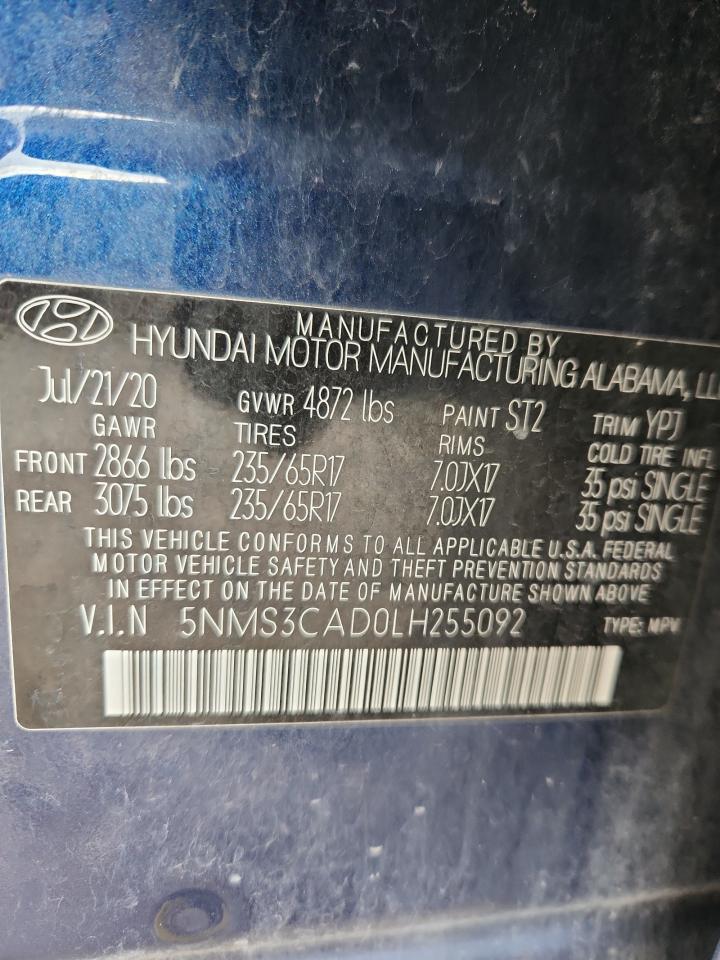 MANUFACTURED BY
HYUNDAI MOTOR MANUFACTURING ALABAMA, LL
Jul/21/20 GVWR 4872 lbs PAINT ST2 TRIM YPJ
GAWR TIRES RIMS COLD TIRE INFL
FRONT 2866 lbs 235/65R17 7.0JX17 35 psi SINGLE
REAR 3075 lbs 235/65R17 7.0JX17 35 psi SINGLE
THIS VEHICLE CONFORMS TO ALL APPLICABLE U.S.A. FEDERAL
MOTOR VEHICLE SAFETY AND THEFT PREVENTION STANDARDS
IN EFFECT ON THE DATE OF MANUFACTURE SHOWN ABOVE
V.I.N 5NMS3CAD0LH255092 TYPE: MPV